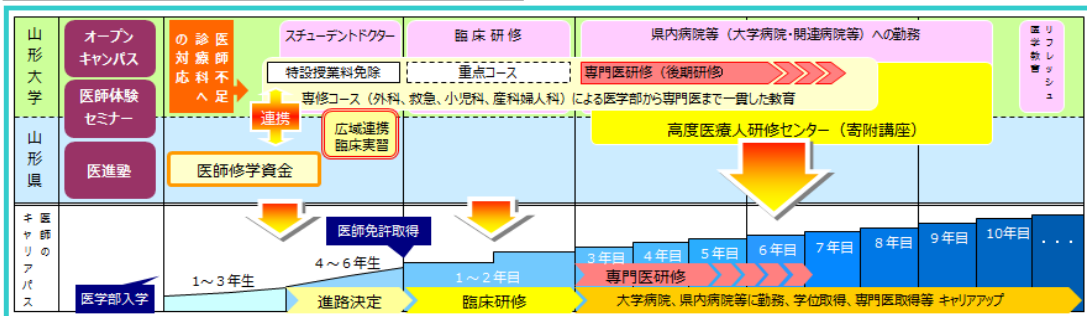 山形大学
オープン
キャンパス
医師体験
セミナー
医師不足
診療科へ
の対応
スチューデントドクター
臨床研修
県内病院等（大学病院・関連病院等）への勤務
リフレッシュ
医学教育
特設授業料免除
重点コース
専門医研修（後期研修）
専修コース（外科、救急、小児科、産科婦人科）による医学部から専門医まで一貫した教育
連携
広域連携
臨床実習
高度医療人研修センター（寄附講座）
山形県
医進塾
医師修学資金
医師の
キャリアパス
医学部入学
1～3年生
4～6年生
医師免許取得
1～2年目
3年目
4年目
5年目
6年目
7年目
8年目
9年目
10年目
・・・
専門医研修
進路決定
臨床研修
大学病院、県内病院等に勤務、学位取得、専門医取得等 キャリアアップ